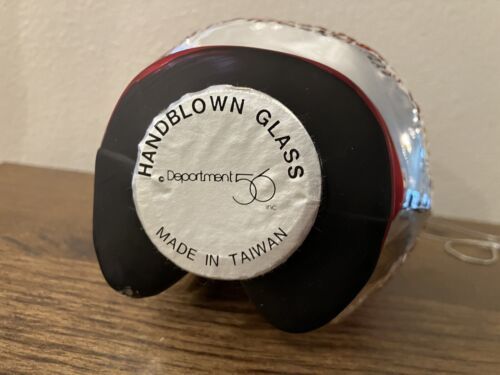 HANDBLOWN GLASS
© Department 56
inc
MADE IN TAIWAN